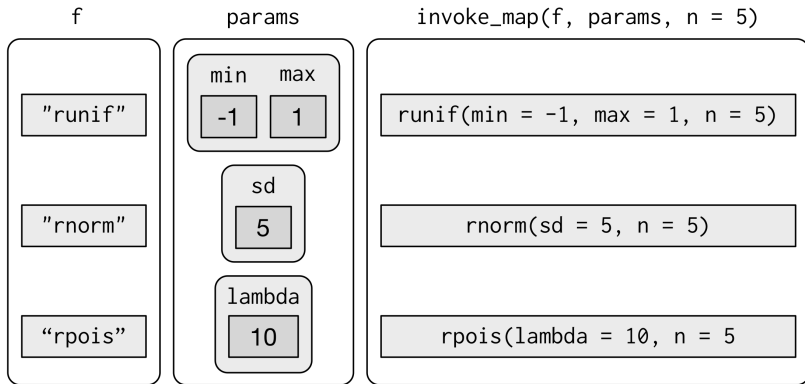 f params invoke_map(f, params, n = 5)
min max
"runif" -1 1 runif(min = -1, max = 1, n = 5)
sd
"rnorm" 5 rnorm(sd = 5, n = 5)
lambda
“rpois” 10 rpois(lambda = 10, n = 5